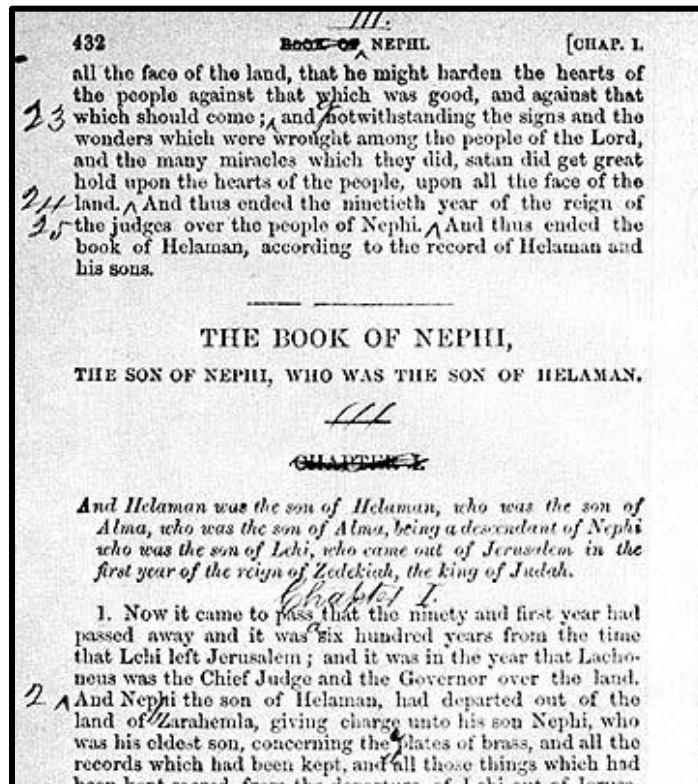 III.
432 BOOK OF NEPHI. [CHAP. I.
all the face of the land, that he might harden the hearts of
the people against that which was good, and against that
23 which should come; and notwithstanding the signs and the
wonders which were wrought among the people of the Lord,
and the many miracles which they did, satan did get great
hold upon the hearts of the people, upon all the face of the
24 land. And thus ended the ninetieth year of the reign of
25 the judges over the people of Nephi. And thus ended the
book of Helaman, according to the record of Helaman and
his sons.
THE BOOK OF NEPHI,
THE SON OF NEPHI, WHO WAS THE SON OF HELAMAN.
III
CHAPTER I.
And Helaman was the son of Helaman, who was the son of
Alma, who was the son of Alma, being a descendant of Nephi
who was the son of Lehi, who came out of Jerusalem in the
first year of the reign of Zedekiah, the king of Judah.
Chapter I.
1. Now it came to pass that the ninety and first year had
passed away and it was six hundred years from the time
that Lehi left Jerusalem; and it was in the year that Lacho-
neus was the Chief Judge and the Governor over the land.
2 And Nephi the son of Helaman, had departed out of the
land of Zarahemla, giving charge unto his son Nephi, who
was his eldest son, concerning the plates of brass, and all the
records which had been kept, and all those things which had
been kept sacred, from the departure of Lehi out of Jerusa-